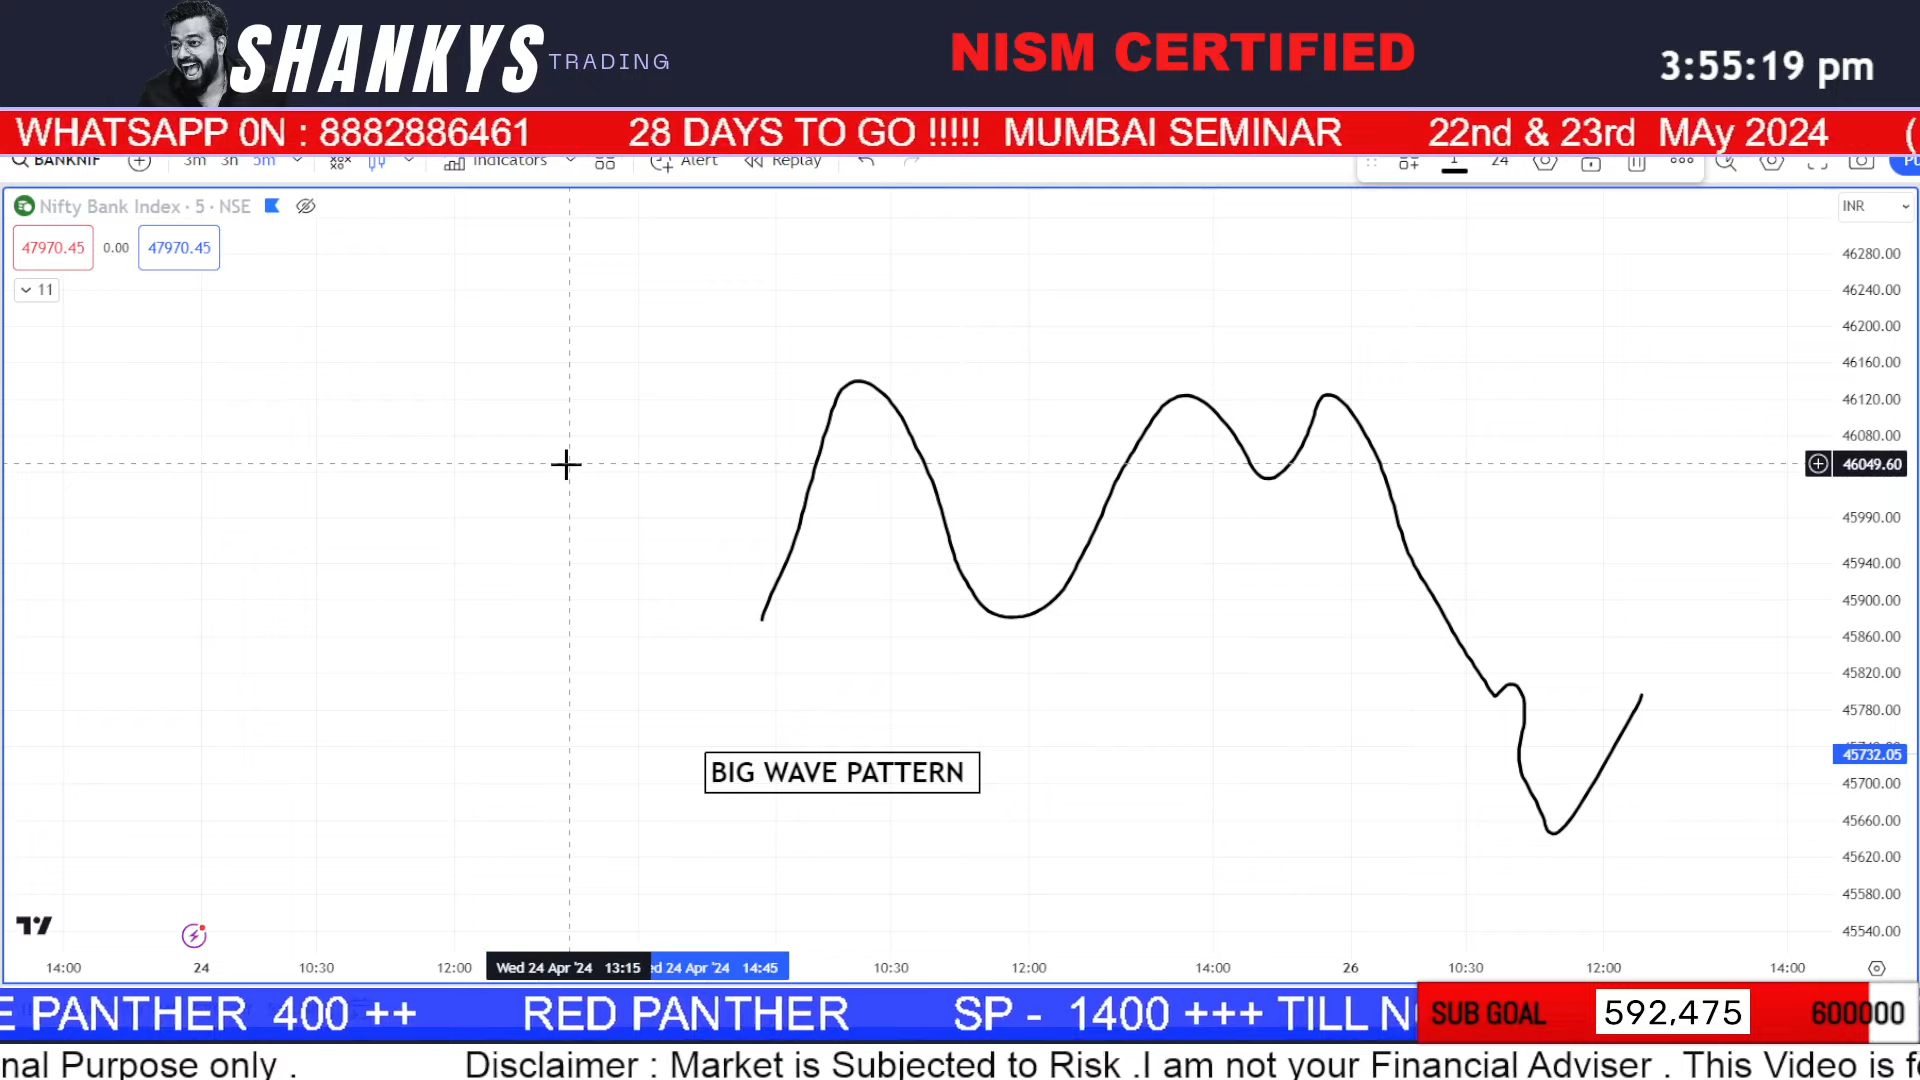 SHANKYS TRADING
NISM CERTIFIED
3:55:19 pm
WHATSAPP 0N : 8882886461 28 DAYS TO GO !!!!! MUMBAI SEMINAR 22nd & 23rd MAy 2024 (
BANKNIF 3m 3h 5m Indicators Alert Replay 24
Nifty Bank Index · 5 · NSE
INR
47970.45 0.00 47970.45
11
46280.00
46240.00
46200.00
46160.00
46120.00
46080.00
46049.60
45990.00
45940.00
45900.00
45860.00
45820.00
45780.00
45732.05
45700.00
45660.00
45620.00
45580.00
45540.00
BIG WAVE PATTERN
14:00 24 10:30 12:00 Wed 24 Apr '24 13:15 ed 24 Apr '24 14:45 10:30 12:00 14:00 26 10:30 12:00 14:00
E PANTHER 400 ++ RED PANTHER SP - 1400 +++ TILL N
SUB GOAL 592,475 600000
nal Purpose only . Disclaimer : Market is Subjected to Risk .I am not your Financial Adviser . This Video is f